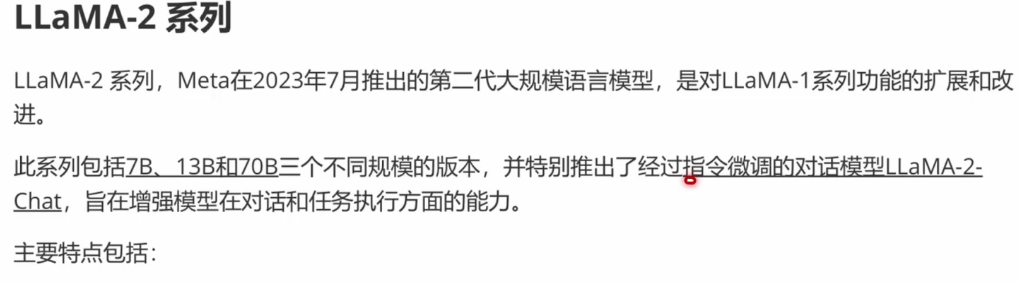 LLaMA-2 系列
LLaMA-2 系列，Meta在2023年7月推出的第二代大规模语言模型，是对LLaMA-1系列功能的扩展和改
进。
此系列包括7B、13B和70B三个不同规模的版本，并特别推出了经过指令微调的对话模型LLaMA-2-
Chat，旨在增强模型在对话和任务执行方面的能力。
主要特点包括：